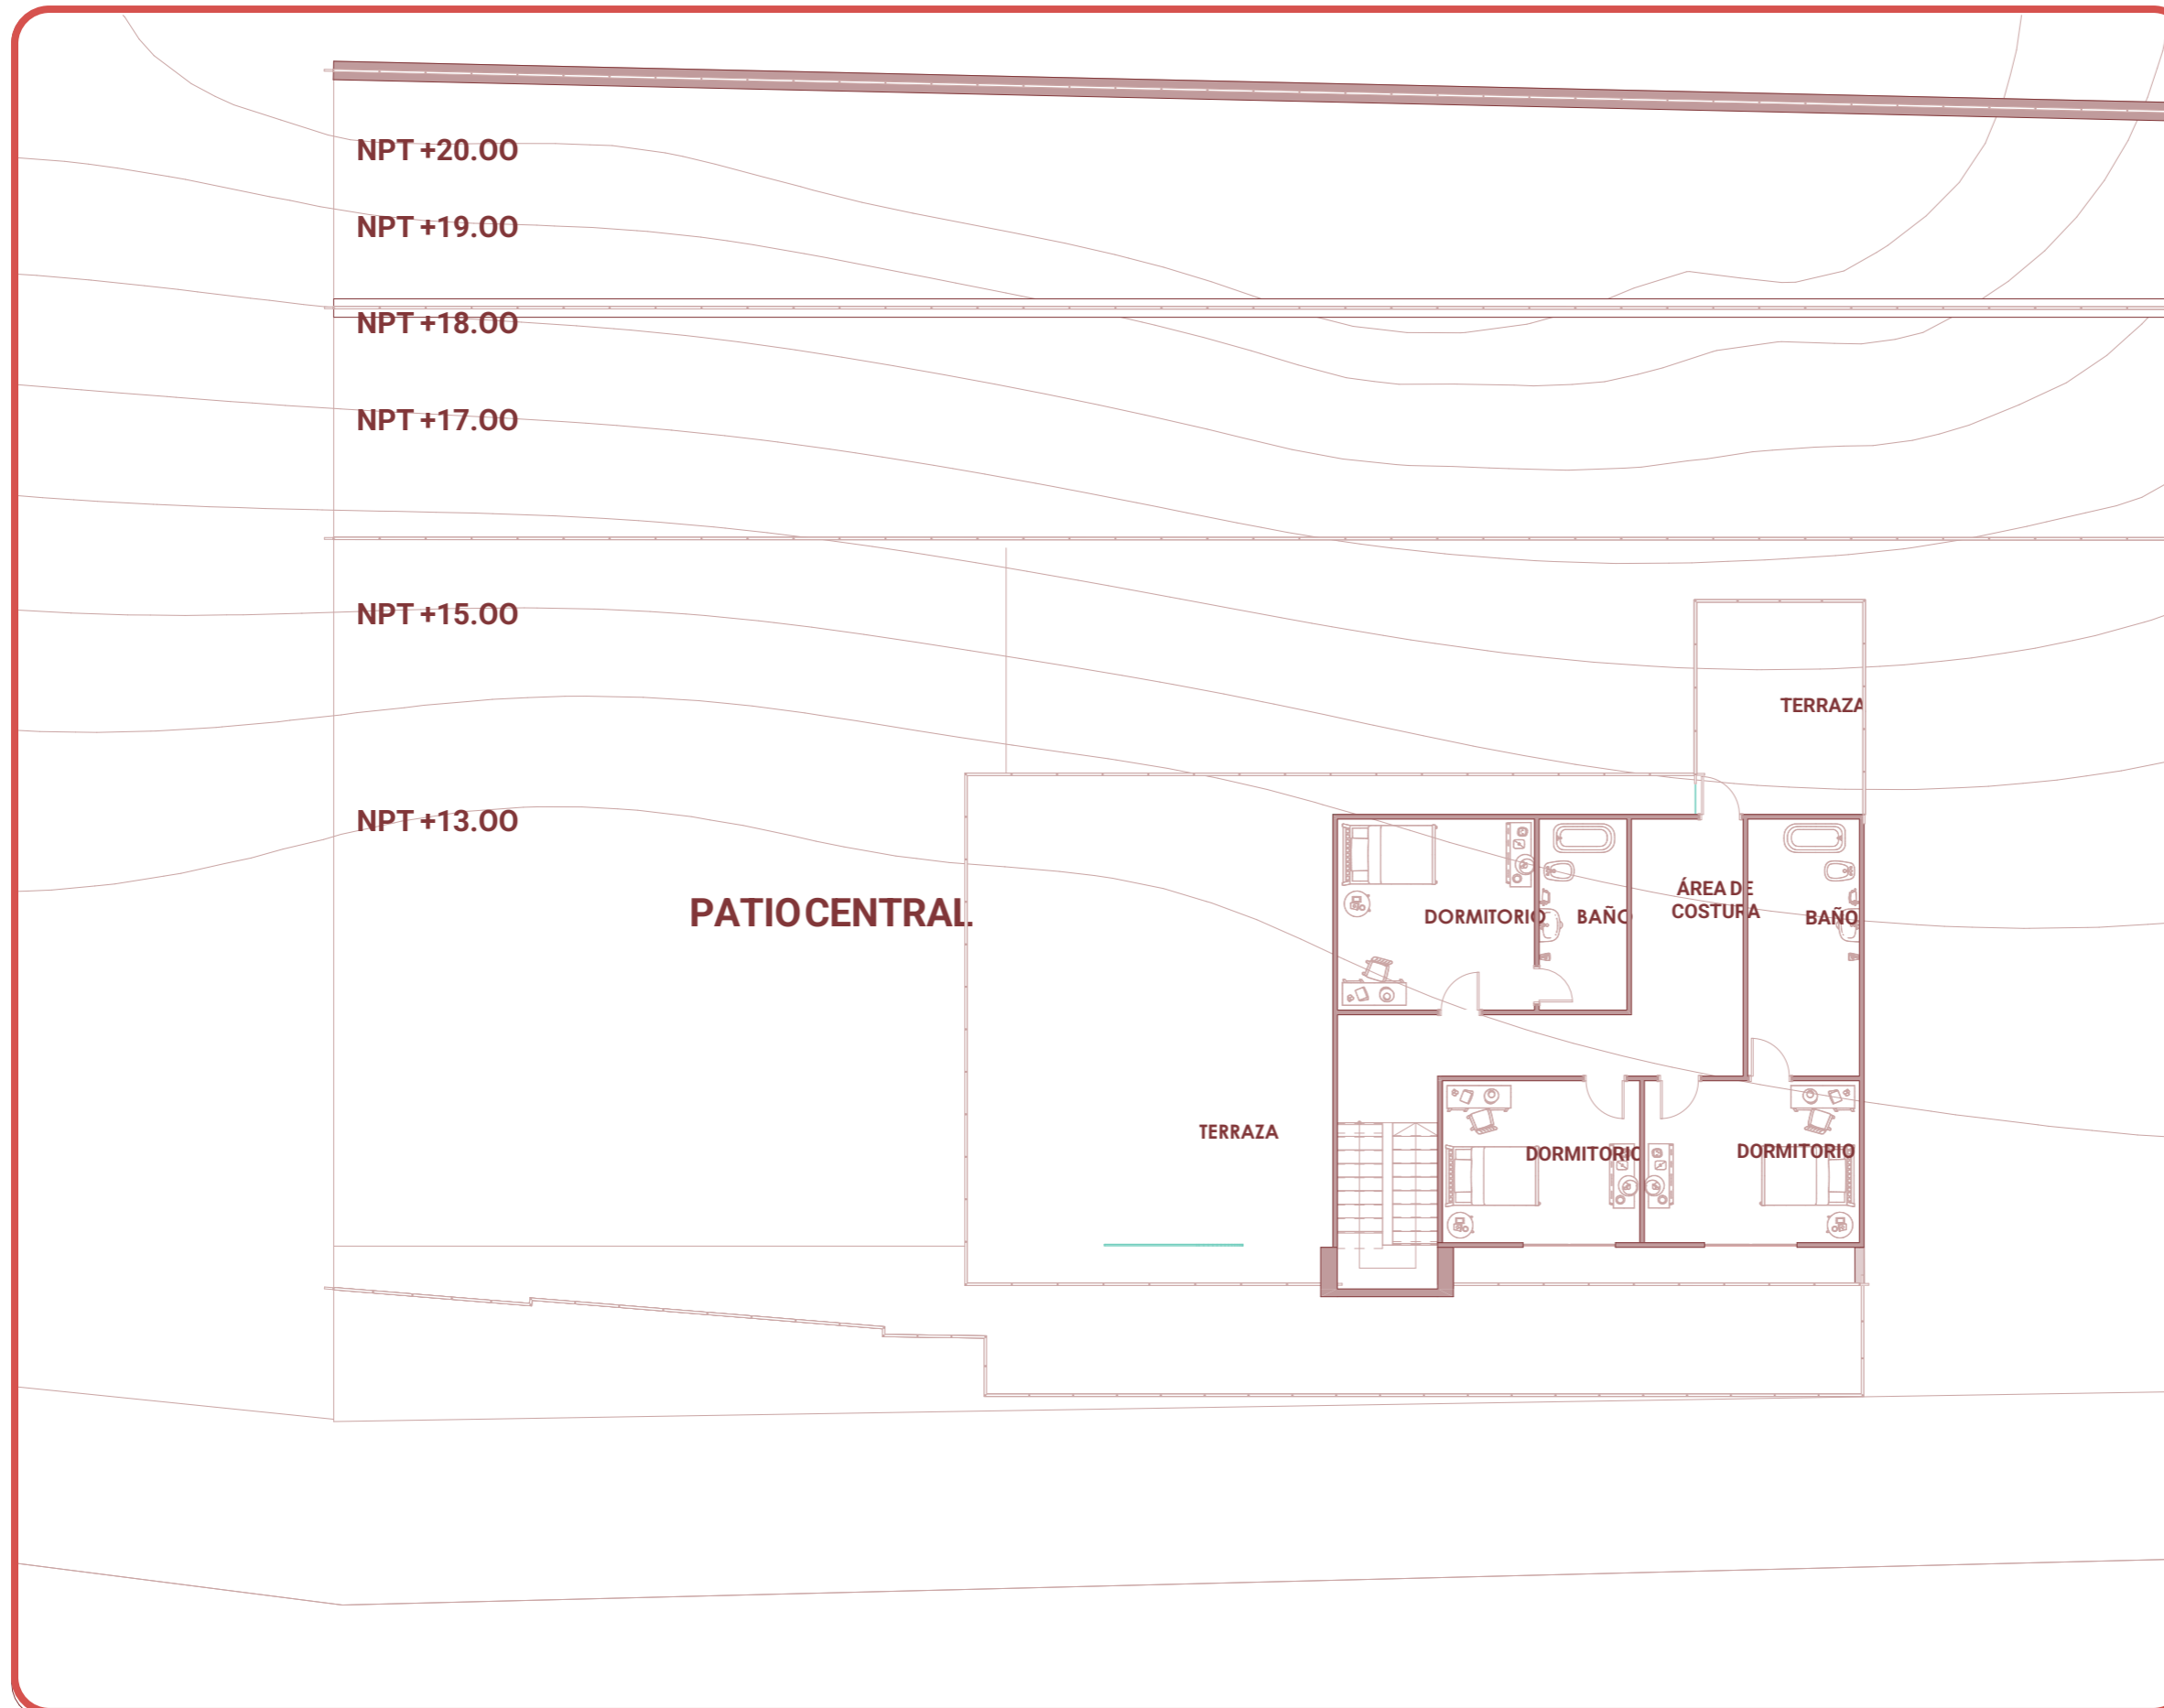 NPT +20.00
NPT +19.00
NPT +18.00
NPT +17.00
NPT +15.00
TERRAZA
NPT +13.00
PATIO CENTRAL
DORMITORIO
BAÑO
ÁREA DE
COSTURA
BAÑO
TERRAZA
DORMITORIO
DORMITORIO